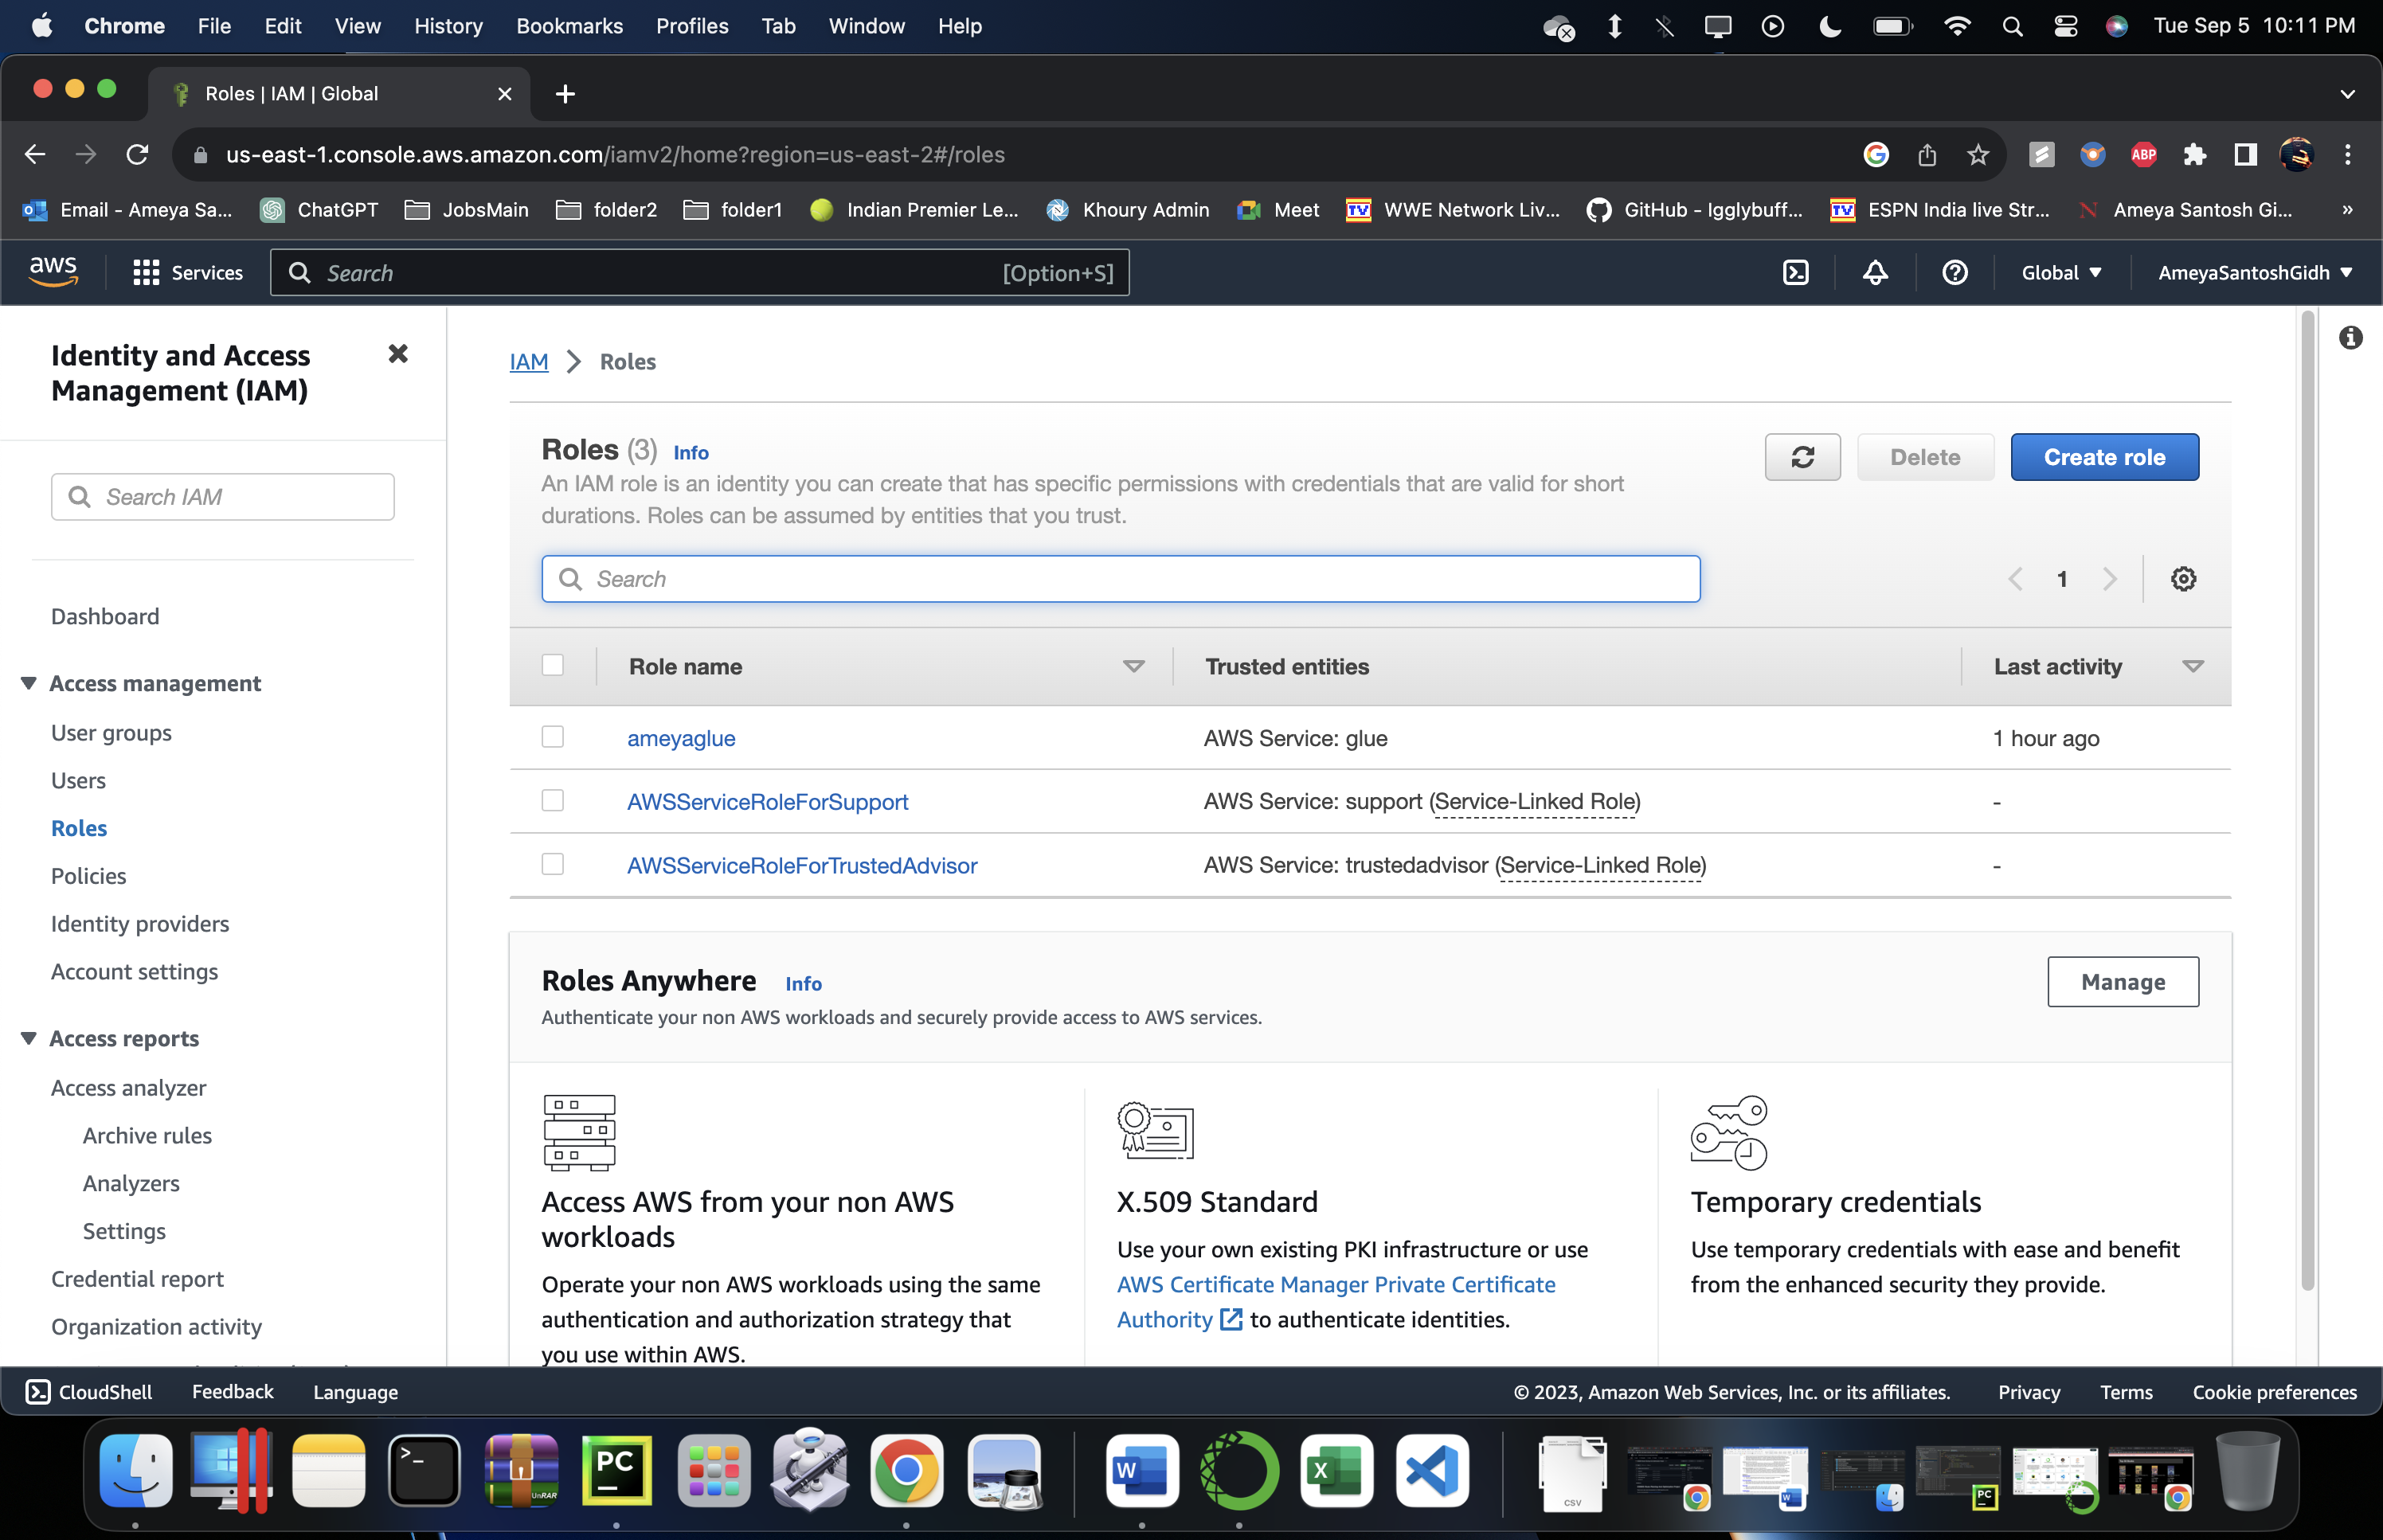 Chrome File Edit View History Bookmarks Profiles Tab Window Help Tue Sep 5 10:11 PM
Roles | IAM | Global
us-east-1.console.aws.amazon.com/iamv2/home?region=us-east-2#/roles
ABP
Email - Ameya Sa... ChatGPT JobsMain folder2 folder1 Indian Premier Le... Khoury Admin Meet WWE Network Liv... GitHub - Igglybuff... ESPN India live Str... Ameya Santosh Gi... »
aws Services Search [Option+S] Global AmeyaSantoshGidh
Identity and Access
Management (IAM)
Search IAM
Dashboard
Access management
User groups
Users
Roles
Policies
Identity providers
Account settings
Access reports
Access analyzer
Archive rules
Analyzers
Settings
Credential report
Organization activity
IAM > Roles
Roles (3) Info
An IAM role is an identity you can create that has specific permissions with credentials that are valid for short
durations. Roles can be assumed by entities that you trust.
Delete Create role
Search
1
Role name Trusted entities Last activity
ameyaglue AWS Service: glue 1 hour ago
AWSServiceRoleForSupport AWS Service: support (Service-Linked Role) -
AWSServiceRoleForTrustedAdvisor AWS Service: trustedadvisor (Service-Linked Role) -
Roles Anywhere Info
Manage
Authenticate your non AWS workloads and securely provide access to AWS services.
Access AWS from your non AWS
workloads
Operate your non AWS workloads using the same
authentication and authorization strategy that
you use within AWS.
X.509 Standard
Use your own existing PKI infrastructure or use
AWS Certificate Manager Private Certificate
Authority to authenticate identities.
Temporary credentials
Use temporary credentials with ease and benefit
from the enhanced security they provide.
CloudShell Feedback Language © 2023, Amazon Web Services, Inc. or its affiliates. Privacy Terms Cookie preferences
>_ UnRAR PC W X CSV W PC